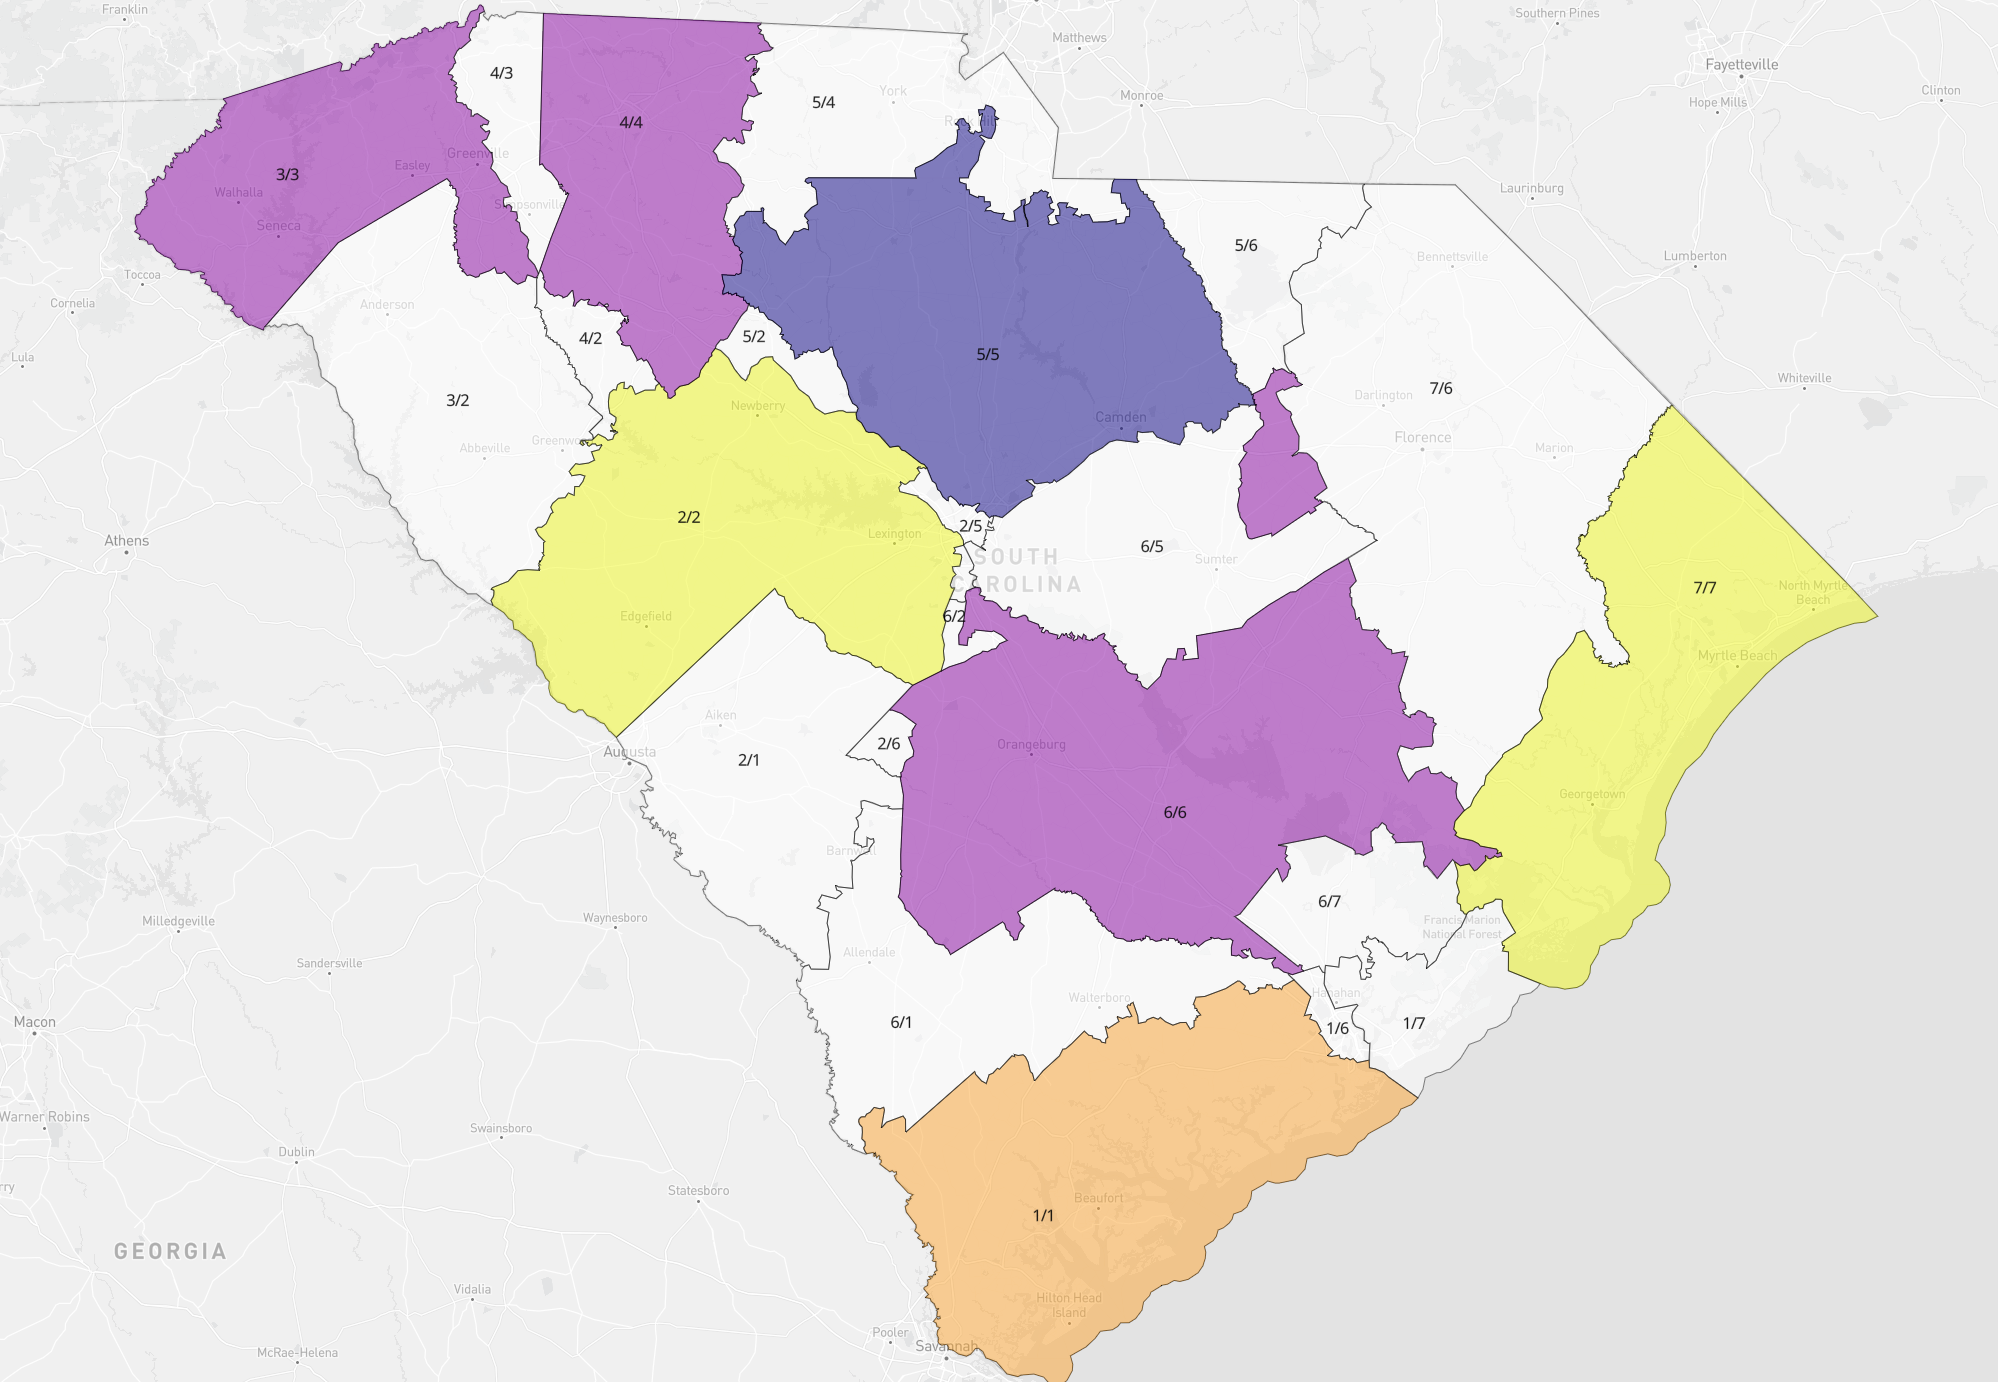 Franklin
Southern Pines
Matthews
Fayetteville
4/3
York
Monroe
Clinton
5/4
Hope Mills
4/4
Greenville
Easley
3/3
Walhalla
Laurinburg
Simpsonville
Seneca
5/6
Bennettsville
Lumberton
Toccoa
Cornelia
Anderson
4/2
5/2
Lula
5/5
Whiteville
7/6
Darlington
3/2
Newberry
Camden
Florence
Abbeville
Marion
2/2
2/5
Lexington
Athens
6/5
SOUTH
CAROLINA
Sumter
7/7
North Myrtle
Beach
Edgefield
6/2
Myrtle Beach
Aiken
2/6
Orangeburg
Augusta
2/1
Georgetown
6/6
Barnwell
6/7
Milledgeville
Waynesboro
Francis Marion
National Forest
Allendale
Sandersville
Walterboro
Hanahan
Macon
6/1
1/6
1/7
Warner Robins
Swainsboro
Dublin
Statesboro
Beaufort
1/1
GEORGIA
Vidalia
Hilton Head
Island
Pooler
Savannah
McRae-Helena